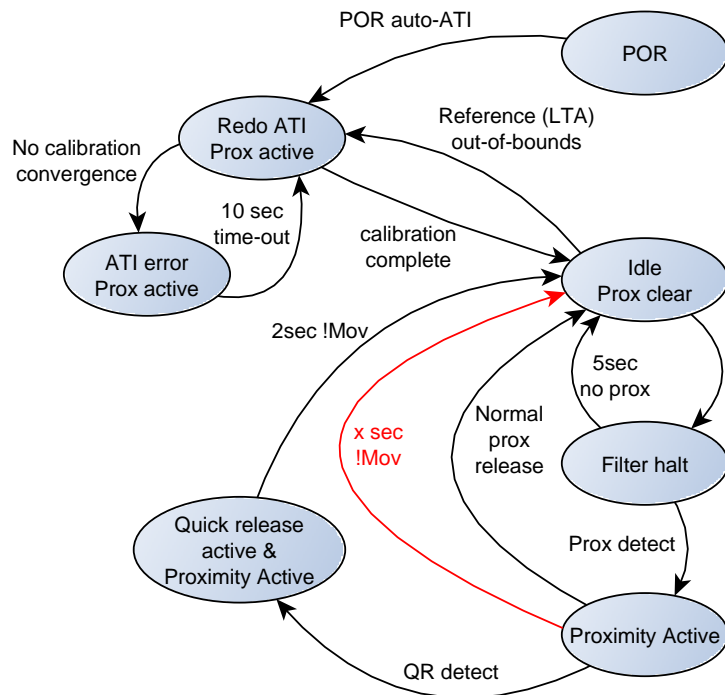 POR auto-ATI
POR
Redo ATI
Prox active
Reference (LTA)
out-of-bounds
No calibration
convergence
10 sec
time-out
calibration
complete
ATI error
Prox active
Idle
Prox clear
2sec !Mov
5sec
no prox
x sec
!Mov
Normal
prox
release
Filter halt
Quick release
active &
Proximity Active
Prox detect
Proximity Active
QR detect